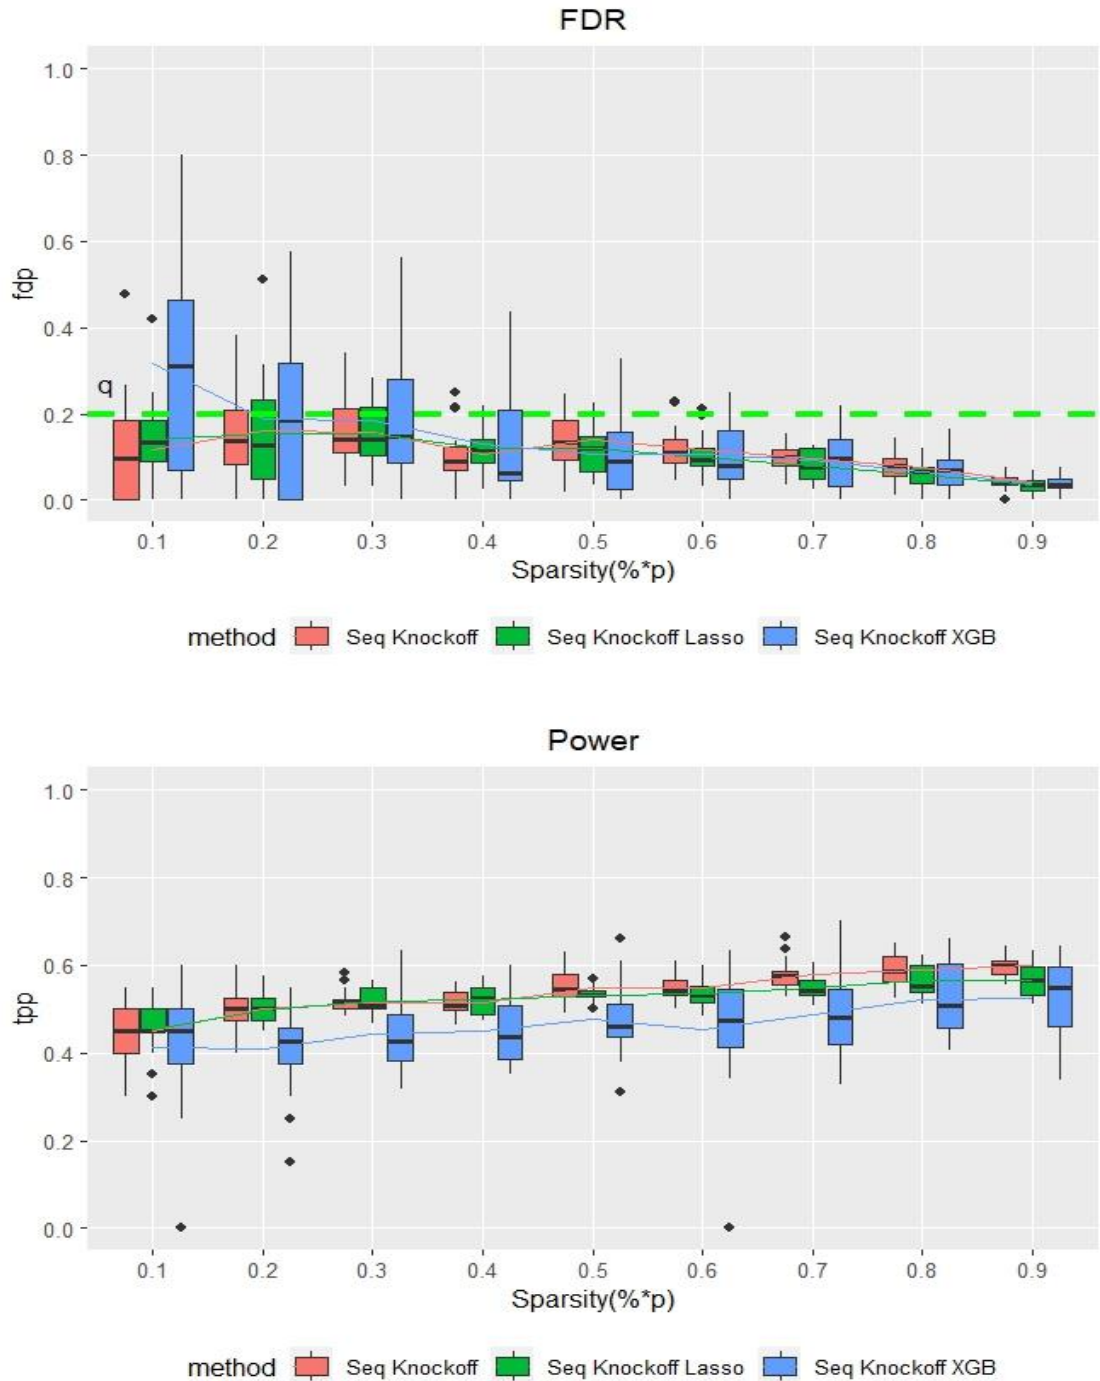 FDR
1.0
0.8
0.6
0.4
0.2
0.0
fdp
q
0.1 0.2 0.3 0.4 0.5 0.6 0.7 0.8 0.9
Sparsity(%*p)
method Seq Knockoff Seq Knockoff Lasso Seq Knockoff XGB
Power
1.0
0.8
0.6
0.4
0.2
0.0
tpp
0.1 0.2 0.3 0.4 0.5 0.6 0.7 0.8 0.9
Sparsity(%*p)
method Seq Knockoff Seq Knockoff Lasso Seq Knockoff XGB